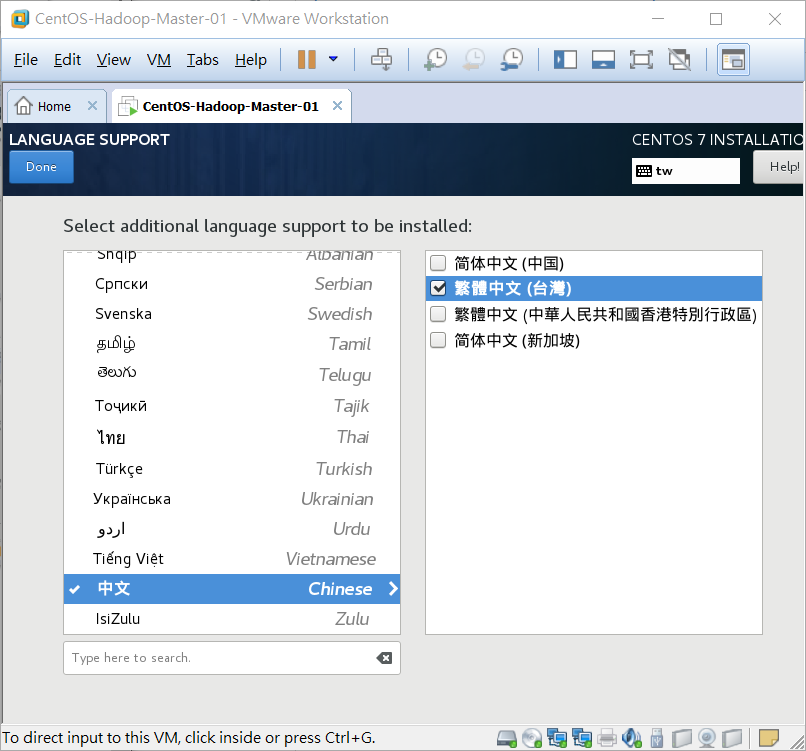 CentOS-Hadoop-Master-01 - VMware Workstation
File Edit View VM Tabs Help
Home CentOS-Hadoop-Master-01
LANGUAGE SUPPORT
CENTOS 7 INSTALLATIO
Done
tw
Help!
Select additional language support to be installed:
Shqip Albanian
Српски Serbian
Svenska Swedish
தமிழ் Tamil
తెలుగు Telugu
Тоҷикӣ Tajik
ไทย Thai
Türkçe Turkish
Українська Ukrainian
اردو Urdu
Tiếng Việt Vietnamese
中文 Chinese
IsiZulu Zulu
简体中文 (中国)
繁體中文 (台灣)
繁體中文 (中華人民共和國香港特別行政區)
简体中文 (新加坡)
Type here to search.
To direct input to this VM, click inside or press Ctrl+G.